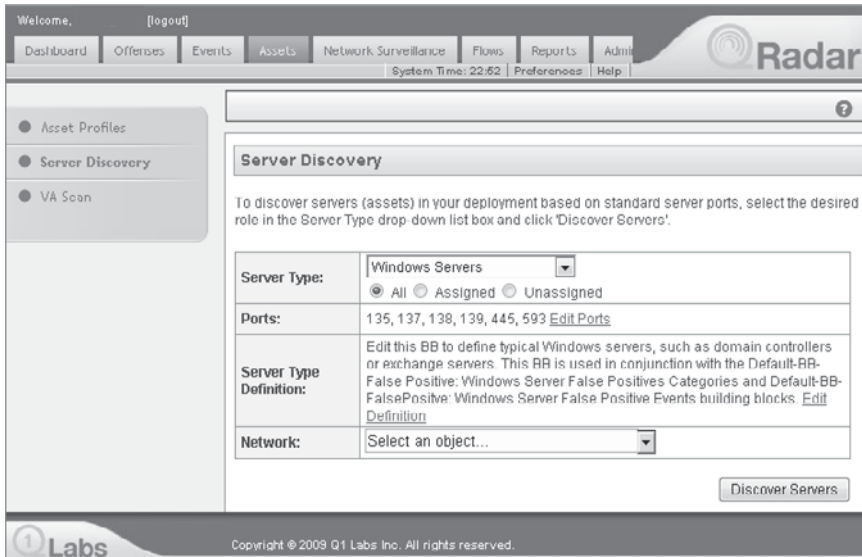 Welcome, [logout]
Dashboard Offenses Events Assets Network Surveillance Flows Reports Admi
System Time: 22:52 Preferences Help
Radar
Asset Profiles
Server Discovery
VA Scan
Server Discovery
To discover servers (assets) in your deployment based on standard server ports, select the desired
role in the Server Type drop-down list box and click 'Discover Servers'.
Server Type:
Windows Servers
All Assigned Unassigned
Ports:
135, 137, 138, 139, 445, 593 Edit Ports
Server Type
Definition:
Edit this BB to define typical Windows servers, such as domain controllers
or exchange servers. This BB is used in conjunction with the Default-BB-
False Positive: Windows Server False Positives Categories and Default-BB-
FalsePositve: Windows Server False Positive Events building blocks. Edit
Definition
Network:
Select an object...
Discover Servers
1 Labs
Copyright © 2009 Q1 Labs Inc. All rights reserved.